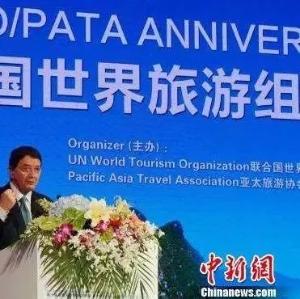 O/PATA ANNIVER
国世界旅游组
Organizer (主办) :
UN World Tourism Organization联合国世界
Pacific Asia Travel Association亚太旅游协
中新網
Chinanews.com